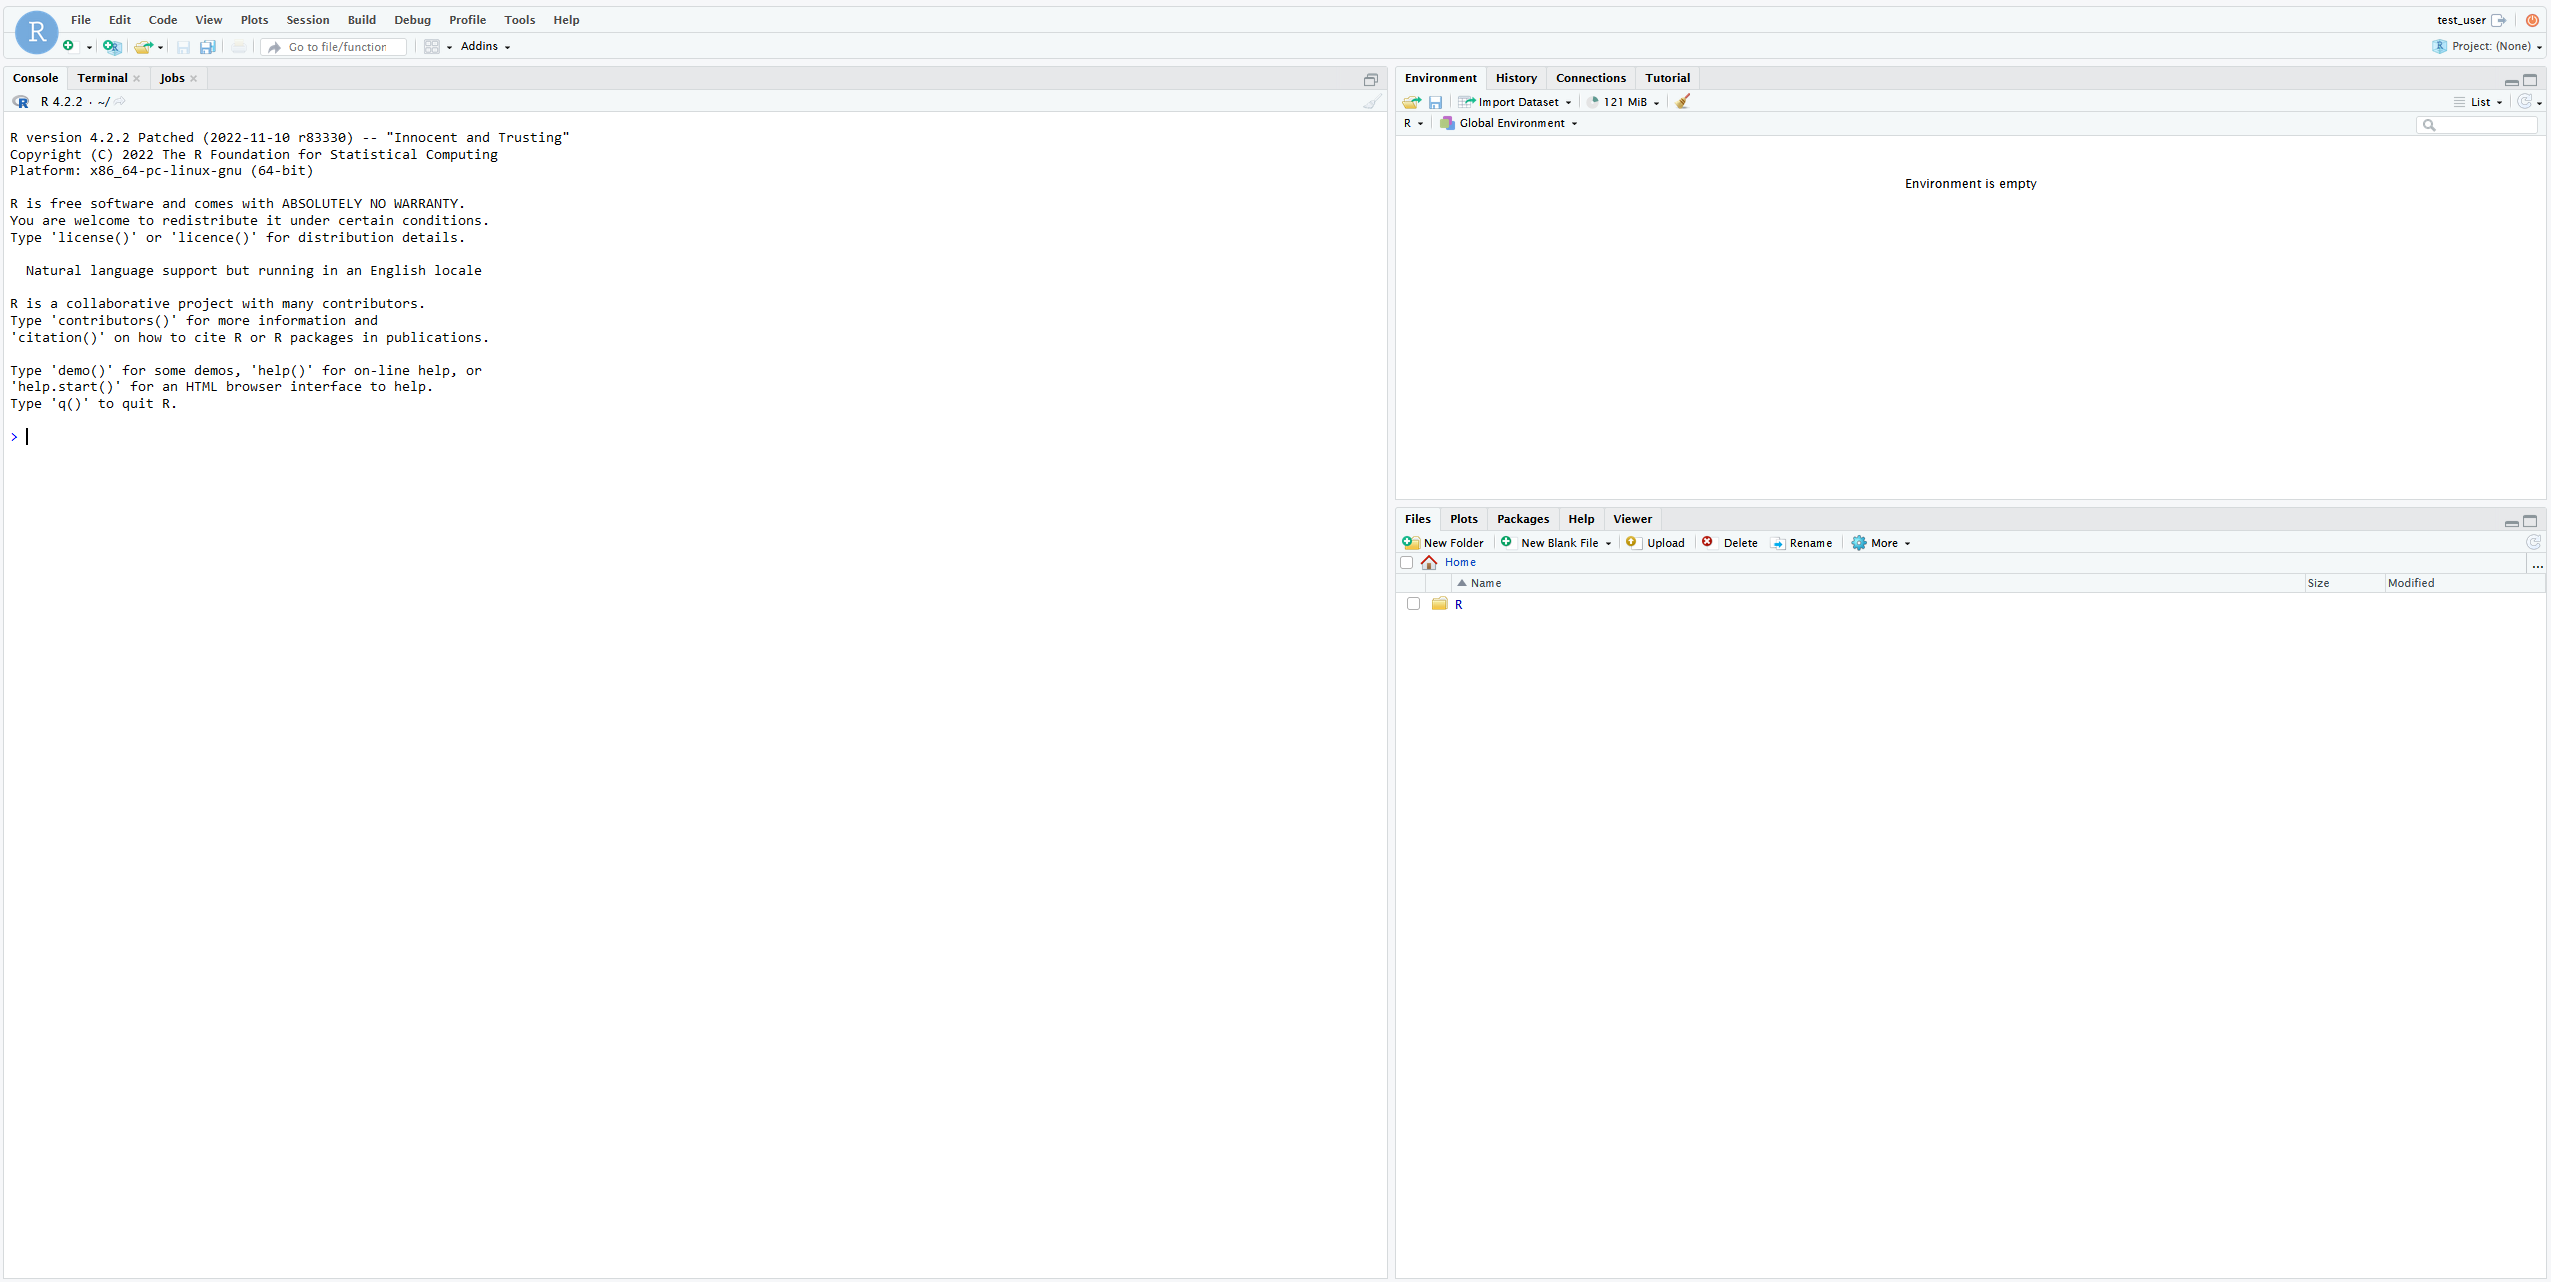 R
File Edit Code View Plots Session Build Debug Profile Tools Help
test_user
Go to file/function
Addins
Project: (None)
Console Terminal Jobs
R 4.2.2 · ~/
R version 4.2.2 Patched (2022-11-10 r83330) -- "Innocent and Trusting"
Copyright (C) 2022 The R Foundation for Statistical Computing
Platform: x86_64-pc-linux-gnu (64-bit)
R is free software and comes with ABSOLUTELY NO WARRANTY.
You are welcome to redistribute it under certain conditions.
Type 'license()' or 'licence()' for distribution details.
Natural language support but running in an English locale
R is a collaborative project with many contributors.
Type 'contributors()' for more information and
'citation()' on how to cite R or R packages in publications.
Type 'demo()' for some demos, 'help()' for on-line help, or
'help.start()' for an HTML browser interface to help.
Type 'q()' to quit R.
>
Environment History Connections Tutorial
Import Dataset 121 MiB
List
R Global Environment
Environment is empty
Files Plots Packages Help Viewer
New Folder New Blank File Upload Delete Rename More
Home
...
Name Size Modified
R